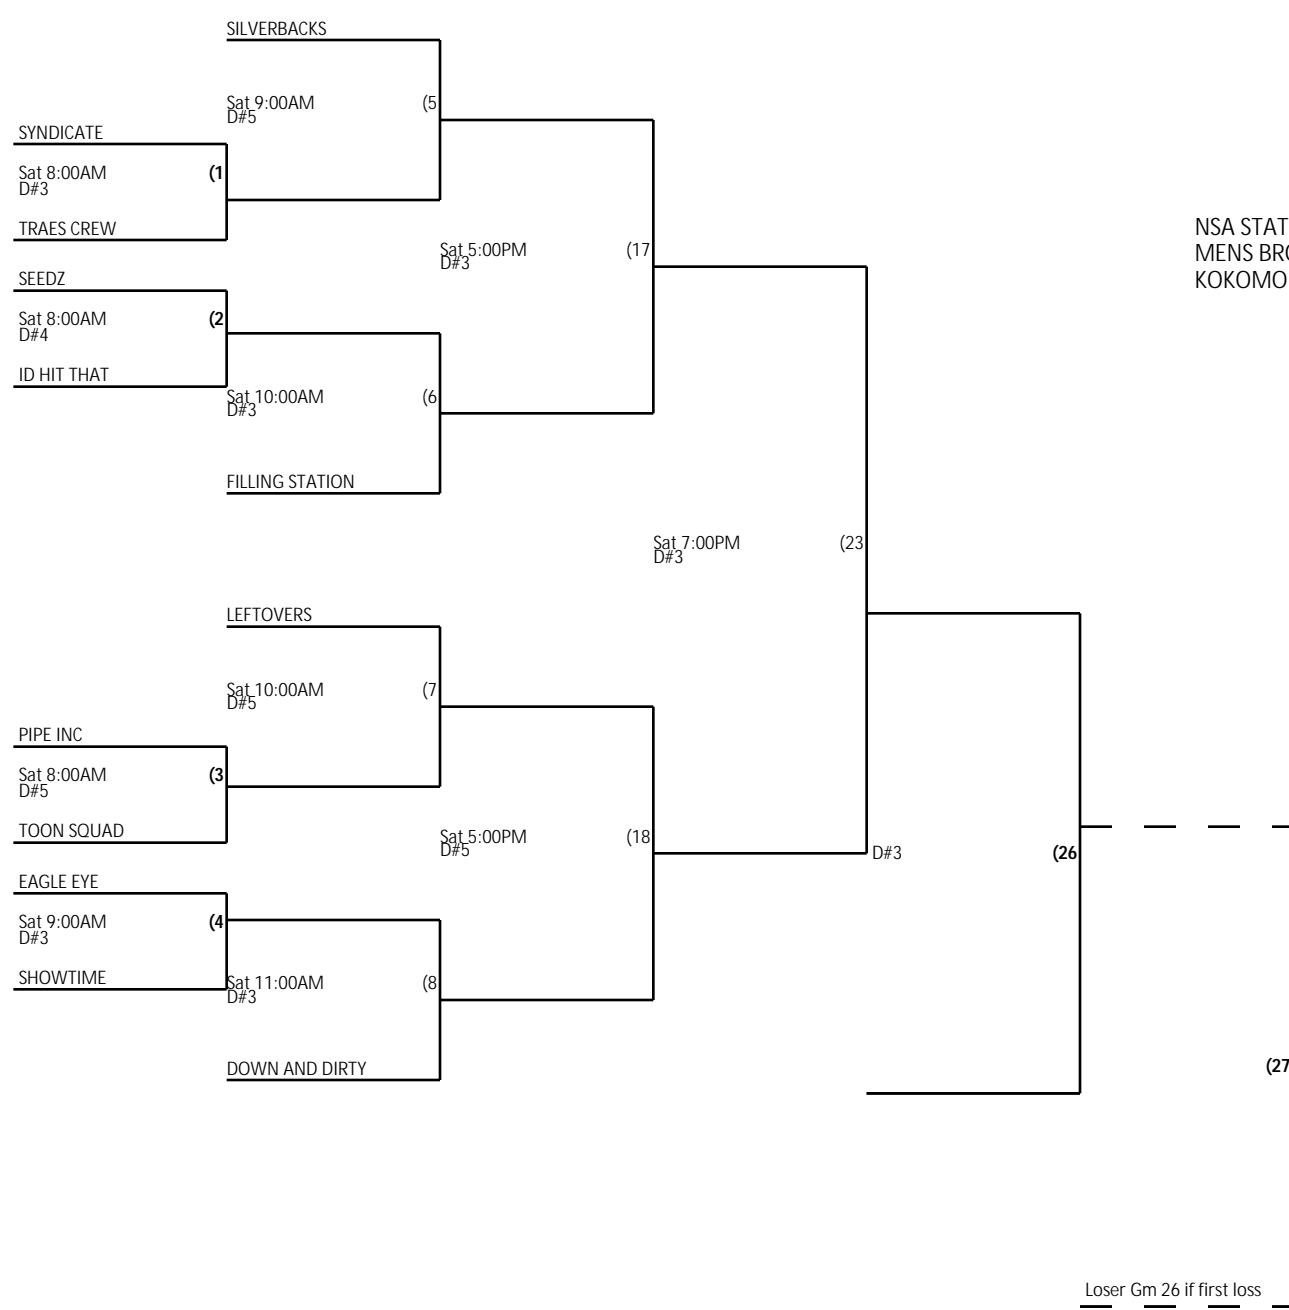 SILVERBACKS
Sat 9:00AM (5
D#5
SYNDICATE
Sat 8:00AM (1
D#3
TRAES CREW
SEEDZ
Sat 8:00AM (2
D#4
ID HIT THAT
Sat 10:00AM (6
D#3
FILLING STATION
Sat 5:00PM (17
D#3
NSA STAT
MENS BR
KOKOMO
Sat 7:00PM (23
D#3
LEFTOVERS
Sat 10:00AM (7
D#5
PIPE INC
Sat 8:00AM (3
D#5
TOON SQUAD
Sat 5:00PM (18
D#5
EAGLE EYE
Sat 9:00AM (4
D#3
SHOWTIME
Sat 11:00AM (8
D#3
DOWN AND DIRTY
D#3 (26
(27
Loser Gm 26 if first loss